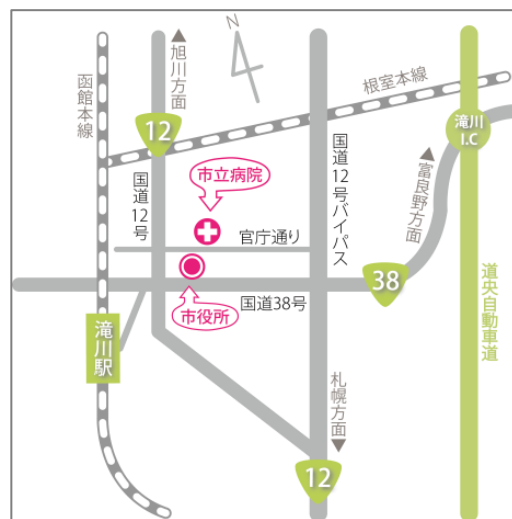 N
▲旭川方面
函館本線
根室本線
12
滝川
I.C
国道12号
市立病院
国道12号バイパス
▲富良野方面
官庁通り
38
国道38号
市役所
道央自動車道
滝川駅
札幌方面▼
12